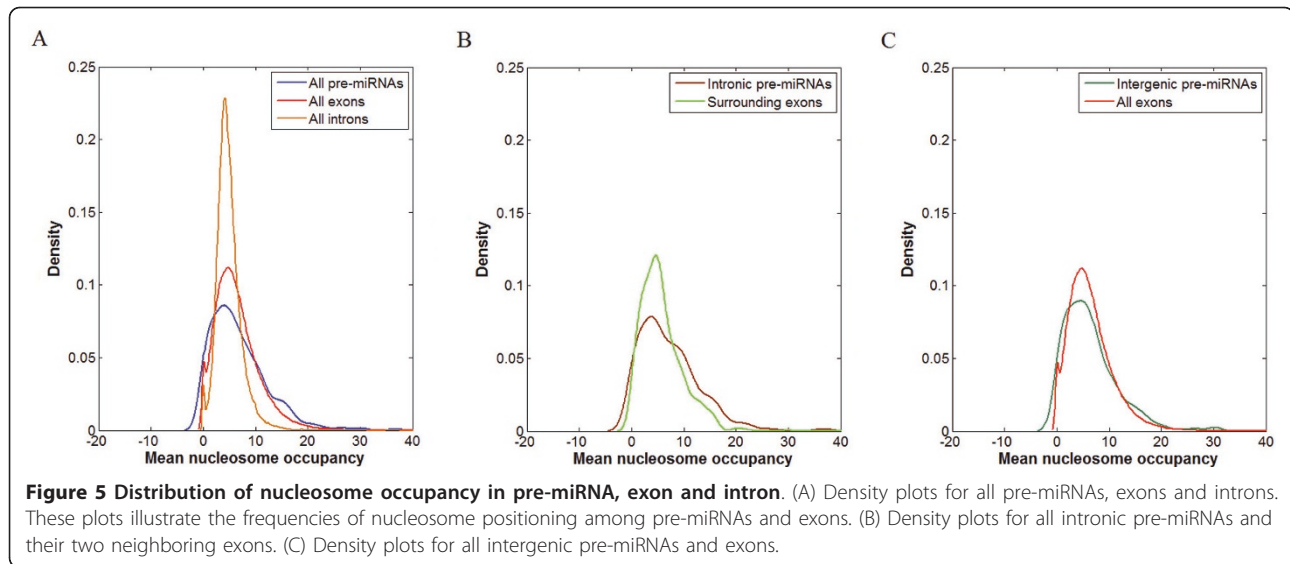 A
0.25
0.2
0.15
0.1
0.05
0
-20
-10
0
10
20
30
40
Density
Mean nucleosome occupancy
All pre-miRNAs
All exons
All introns
B
0.25
0.2
0.15
0.1
0.05
0
-20
-10
0
10
20
30
40
Density
Mean nucleosome occupancy
Intronic pre-miRNAs
Surrounding exons
C
0.25
0.2
0.15
0.1
0.05
0
-20
-10
0
10
20
30
40
Density
Mean nucleosome occupancy
Intergenic pre-miRNAs
All exons
Figure 5 Distribution of nucleosome occupancy in pre-miRNA, exon and intron. (A) Density plots for all pre-miRNAs, exons and introns.
These plots illustrate the frequencies of nucleosome positioning among pre-miRNAs and exons. (B) Density plots for all intronic pre-miRNAs and
their two neighboring exons. (C) Density plots for all intergenic pre-miRNAs and exons.